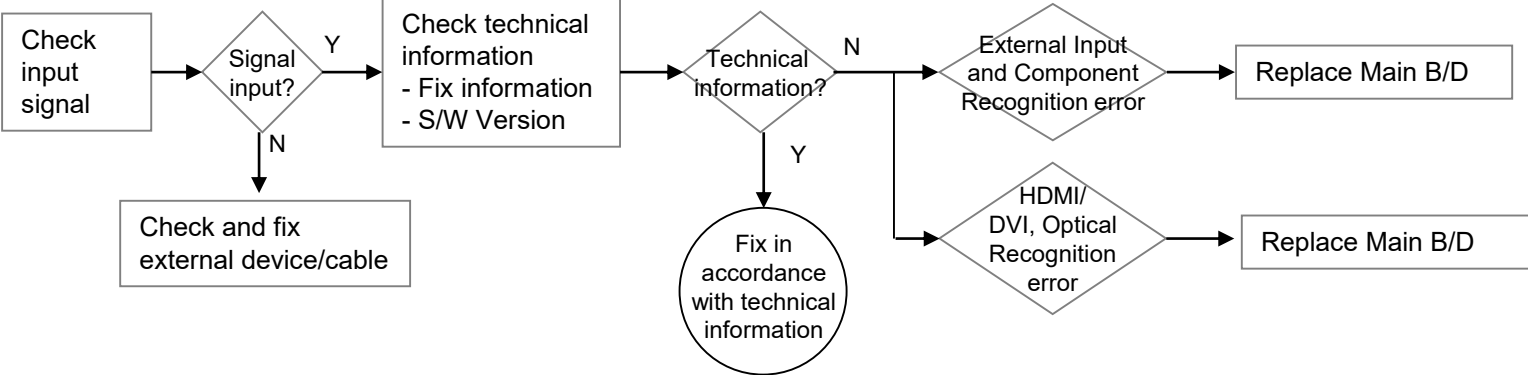 Check
input
signal
Signal
input?
Y
N
Check and fix
external device/cable
Check technical
information
- Fix information
- S/W Version
Technical
information?
N
Y
Fix in
accordance
with technical
information
External Input
and Component
Recognition error
Replace Main B/D
HDMI/
DVI, Optical
Recognition
error
Replace Main B/D